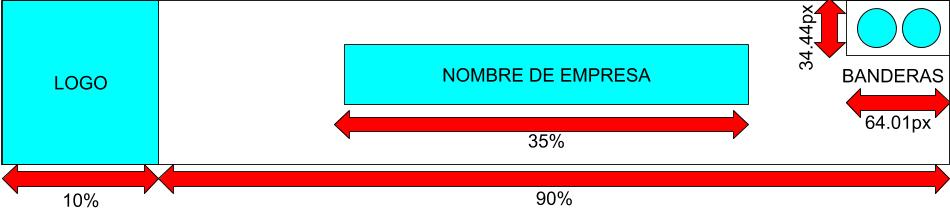 LOGO
NOMBRE DE EMPRESA
34.44px
BANDERAS
64.01px
35%
10%
90%